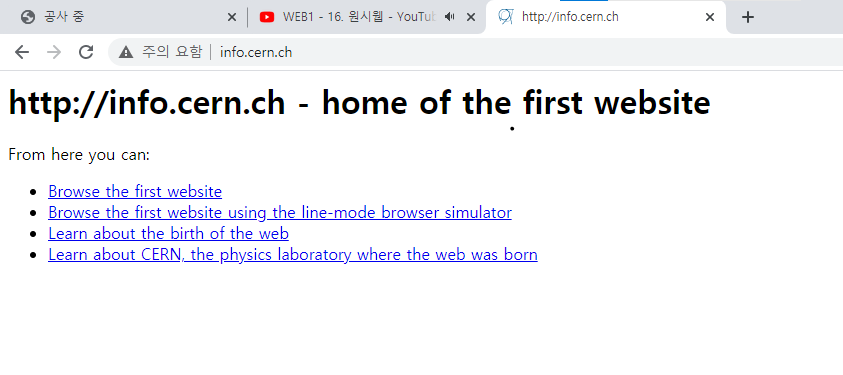 공사 중
WEB1 - 16. 원시웹 - YouTub
http://info.cern.ch
주의 요함
info.cern.ch
http://info.cern.ch - home of the first website
From here you can:
Browse the first website
Browse the first website using the line-mode browser simulator
Learn about the birth of the web
Learn about CERN, the physics laboratory where the web was born